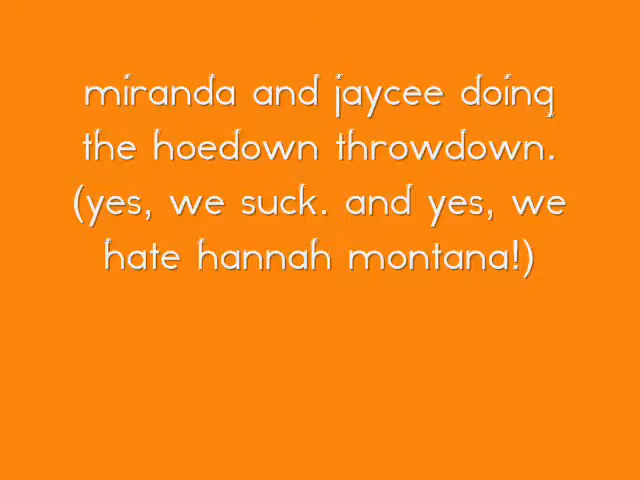 miranda and jaycee doing
the hoedown throwdown.
(yes, we suck. and yes, we
hate hannah montana!)